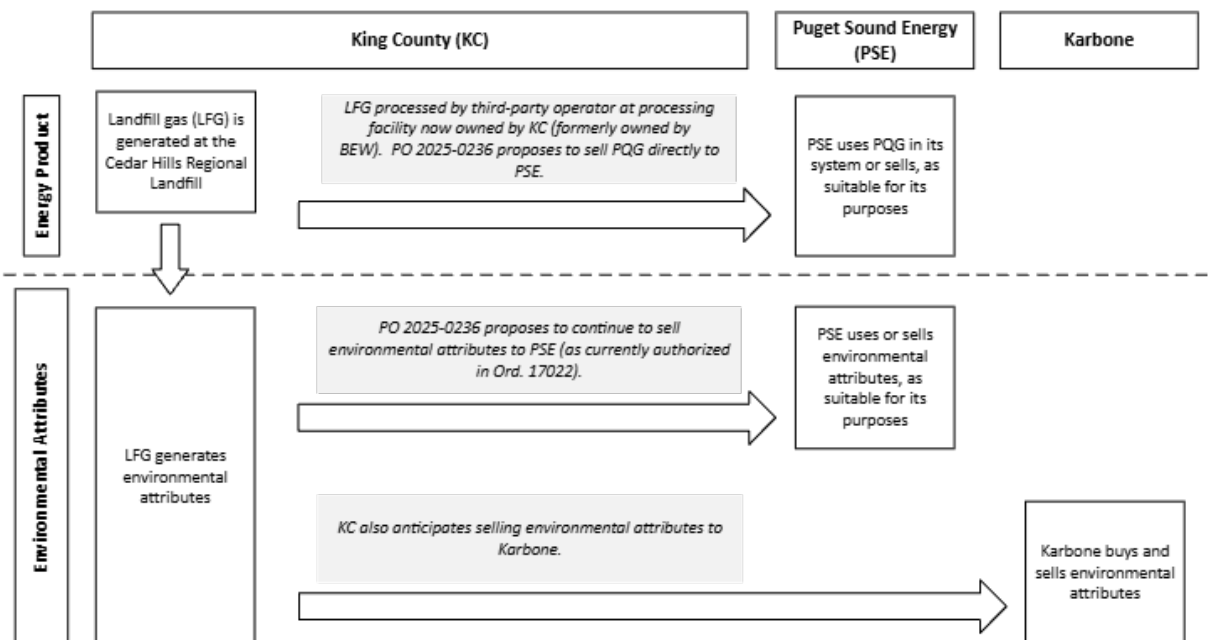 King County (KC)
Puget Sound Energy
(PSE)
Karbone
Energy Product
Landfill gas (LFG) is
generated at the
Cedar Hills Regional
Landfill
LFG processed by third-party operator at processing
facility now owned by KC (formerly owned by
BEW).  PO 2025-0236 proposes to sell PQG directly to
PSE.
PSE uses PQG in its
system or sells, as
suitable for its
purposes
Environmental Attributes
LFG generates
environmental
attributes
PO 2025-0236 proposes to continue to sell
environmental attributes to PSE (as currently authorized
in Ord. 17022).
PSE uses or sells
environmental
attributes, as
suitable for its
purposes
KC also anticipates selling environmental attributes to
Karbone.
Karbone buys and
sells environmental
attributes